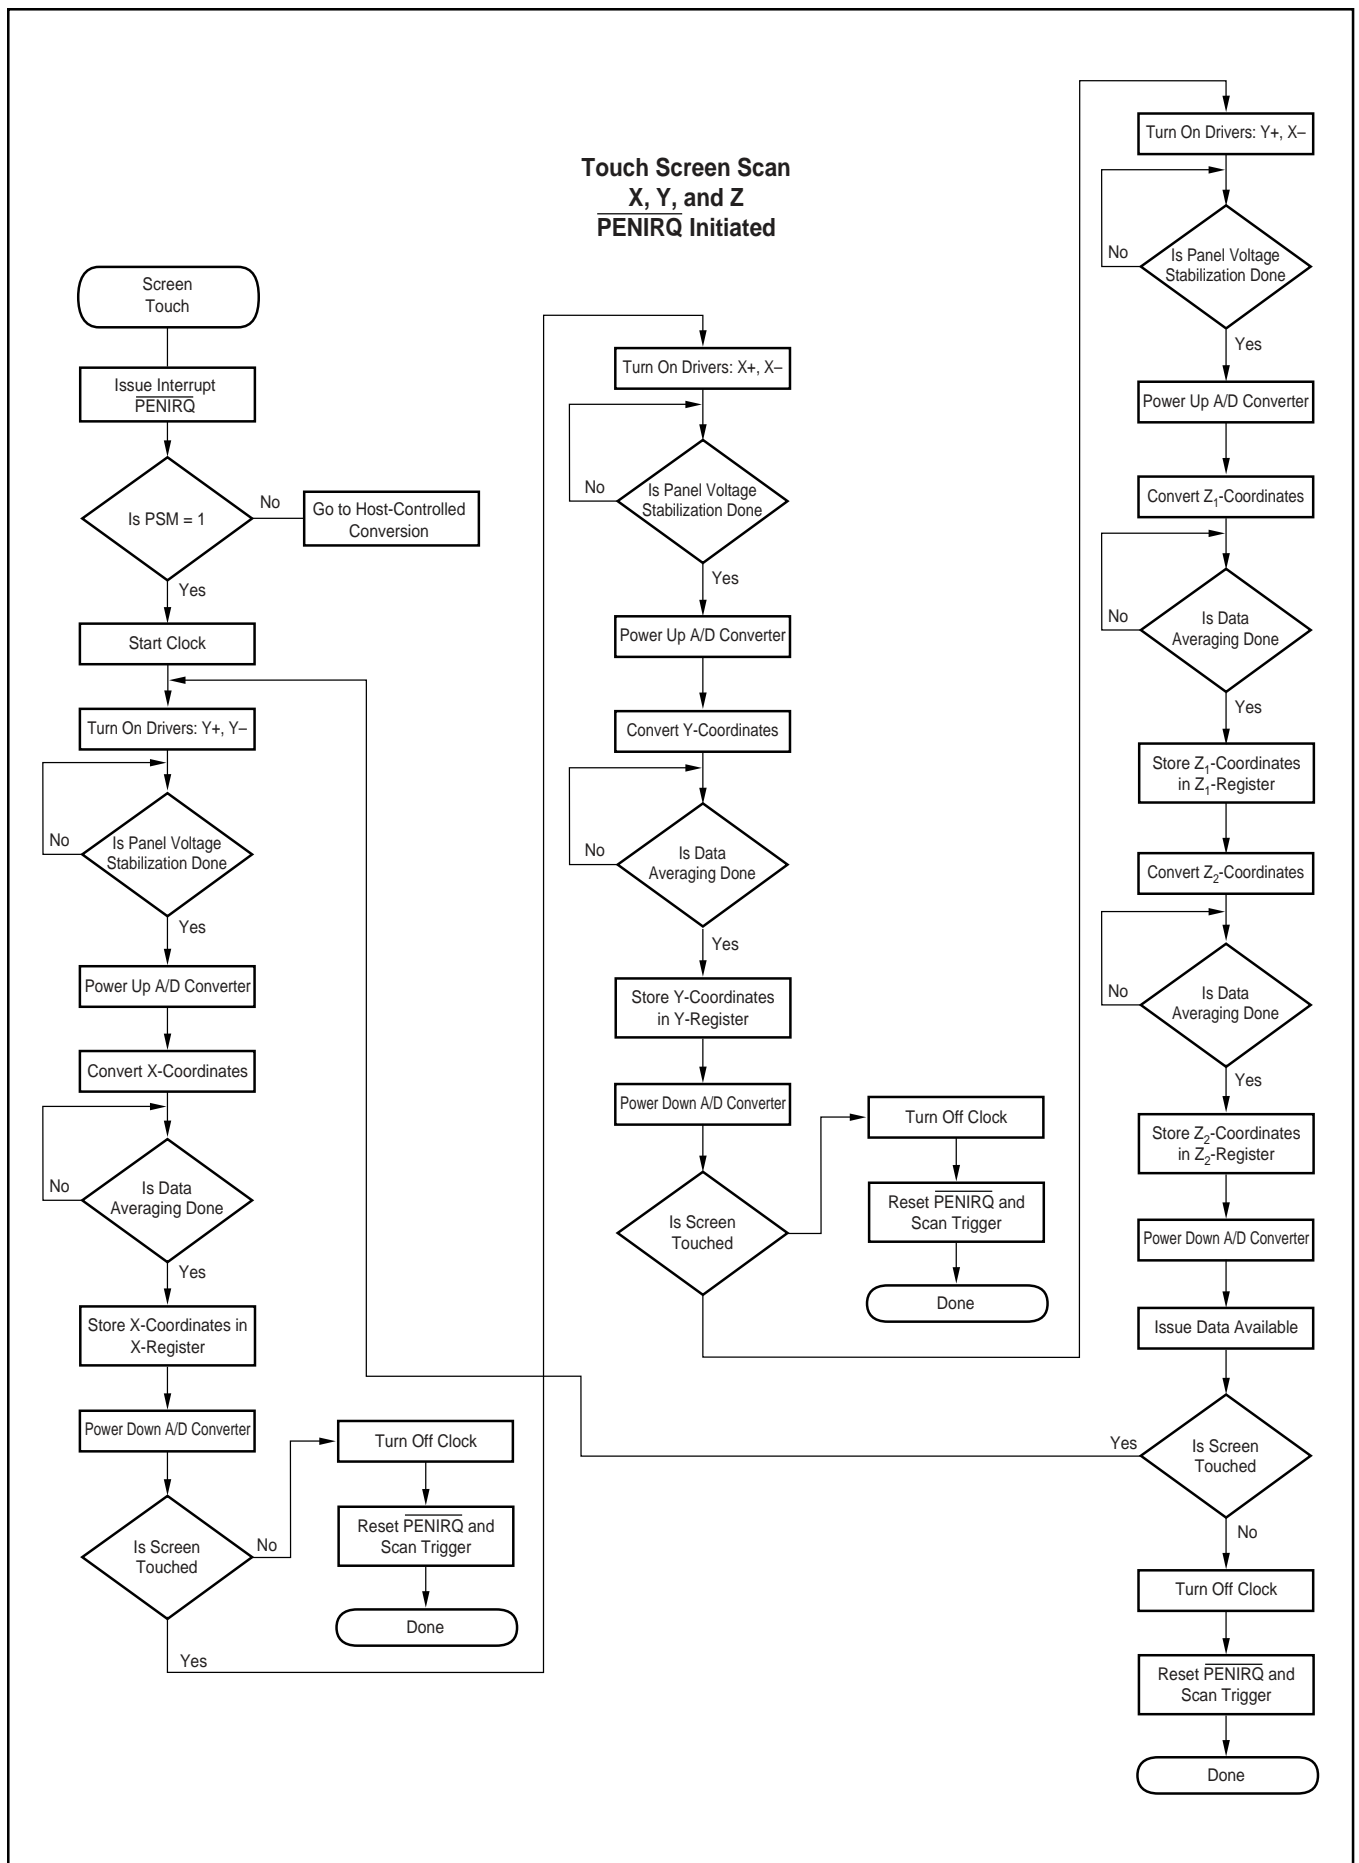 Touch Screen Scan
X, Y, and Z
PENIRQ Initiated
Screen
Touch
Issue Interrupt
PENIRQ
Is PSM = 1
No
Go to Host-Controlled
Conversion
Yes
Start Clock
Turn On Drivers: Y+, Y–
Is Panel Voltage
Stabilization Done
No
Yes
Power Up A/D Converter
Convert X-Coordinates
Is Data
Averaging Done
No
Yes
Store X-Coordinates in
X-Register
Power Down A/D Converter
Is Screen
Touched
No
Turn Off Clock
Reset PENIRQ and
Scan Trigger
Done
Yes
Turn On Drivers: X+, X–
Is Panel Voltage
Stabilization Done
No
Yes
Power Up A/D Converter
Convert Y-Coordinates
Is Data
Averaging Done
No
Yes
Store Y-Coordinates
in Y-Register
Power Down A/D Converter
Is Screen
Touched
Turn Off Clock
Reset PENIRQ and
Scan Trigger
Done
Turn On Drivers: Y+, X–
Is Panel Voltage
Stabilization Done
No
Yes
Power Up A/D Converter
Convert Z1-Coordinates
Is Data
Averaging Done
No
Yes
Store Z1-Coordinates
in Z1-Register
Convert Z2-Coordinates
Is Data
Averaging Done
No
Yes
Store Z2-Coordinates
in Z2-Register
Power Down A/D Converter
Issue Data Available
Is Screen
Touched
Yes
No
Turn Off Clock
Reset PENIRQ and
Scan Trigger
Done